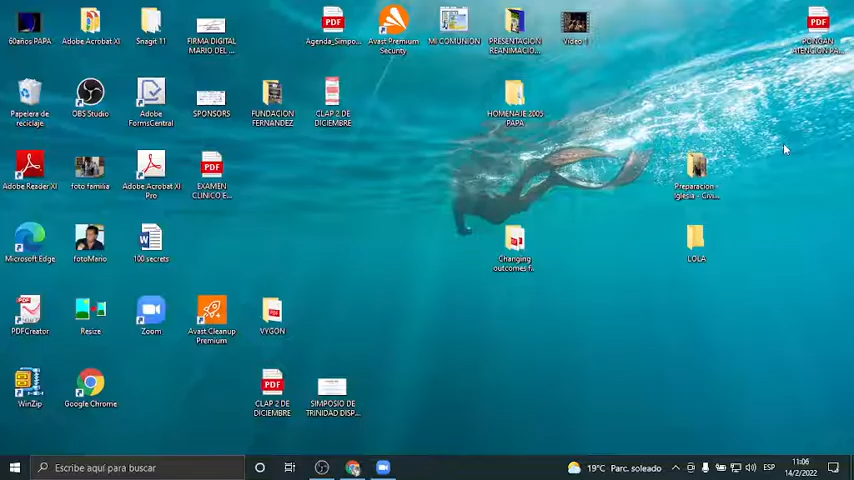 60años PAPA
Adobe Acrobat XI
Snagit 11
FIRMA DIGITAL
MARIO DEL ...
Agenda_Simpo...
Avast Premium
Security
MI COMUNION
PRESENTACION
REANIMACIO...
Video 1
PONGAN
ATENCION PA...
Papelera de
reciclaje
OBS Studio
Adobe
FormsCentral
SPONSORS
FUNDACION
FERNANDEZ
CLAP 2 DE
DICIEMBRE
HOMENAJE 2005
PAPA
Adobe Reader XI
foto familia
Adobe Acrobat XI
Pro
EXAMEN
CLINICO E...
Preparacion -
Iglesia - Civi...
Microsoft Edge
fotoMario
100 secrets
Changing
outcomes f...
LOLA
PDFCreator
Resize
Zoom
Avast Cleanup
Premium
VYGON
WinZip
Google Chrome
CLAP 2 DE
DICIEMBRE
SIMPOSIO DE
TRINIDAD DISP...
Escribe aquí para buscar
19°C Parc. soleado
ESP
11:06
14/2/2022